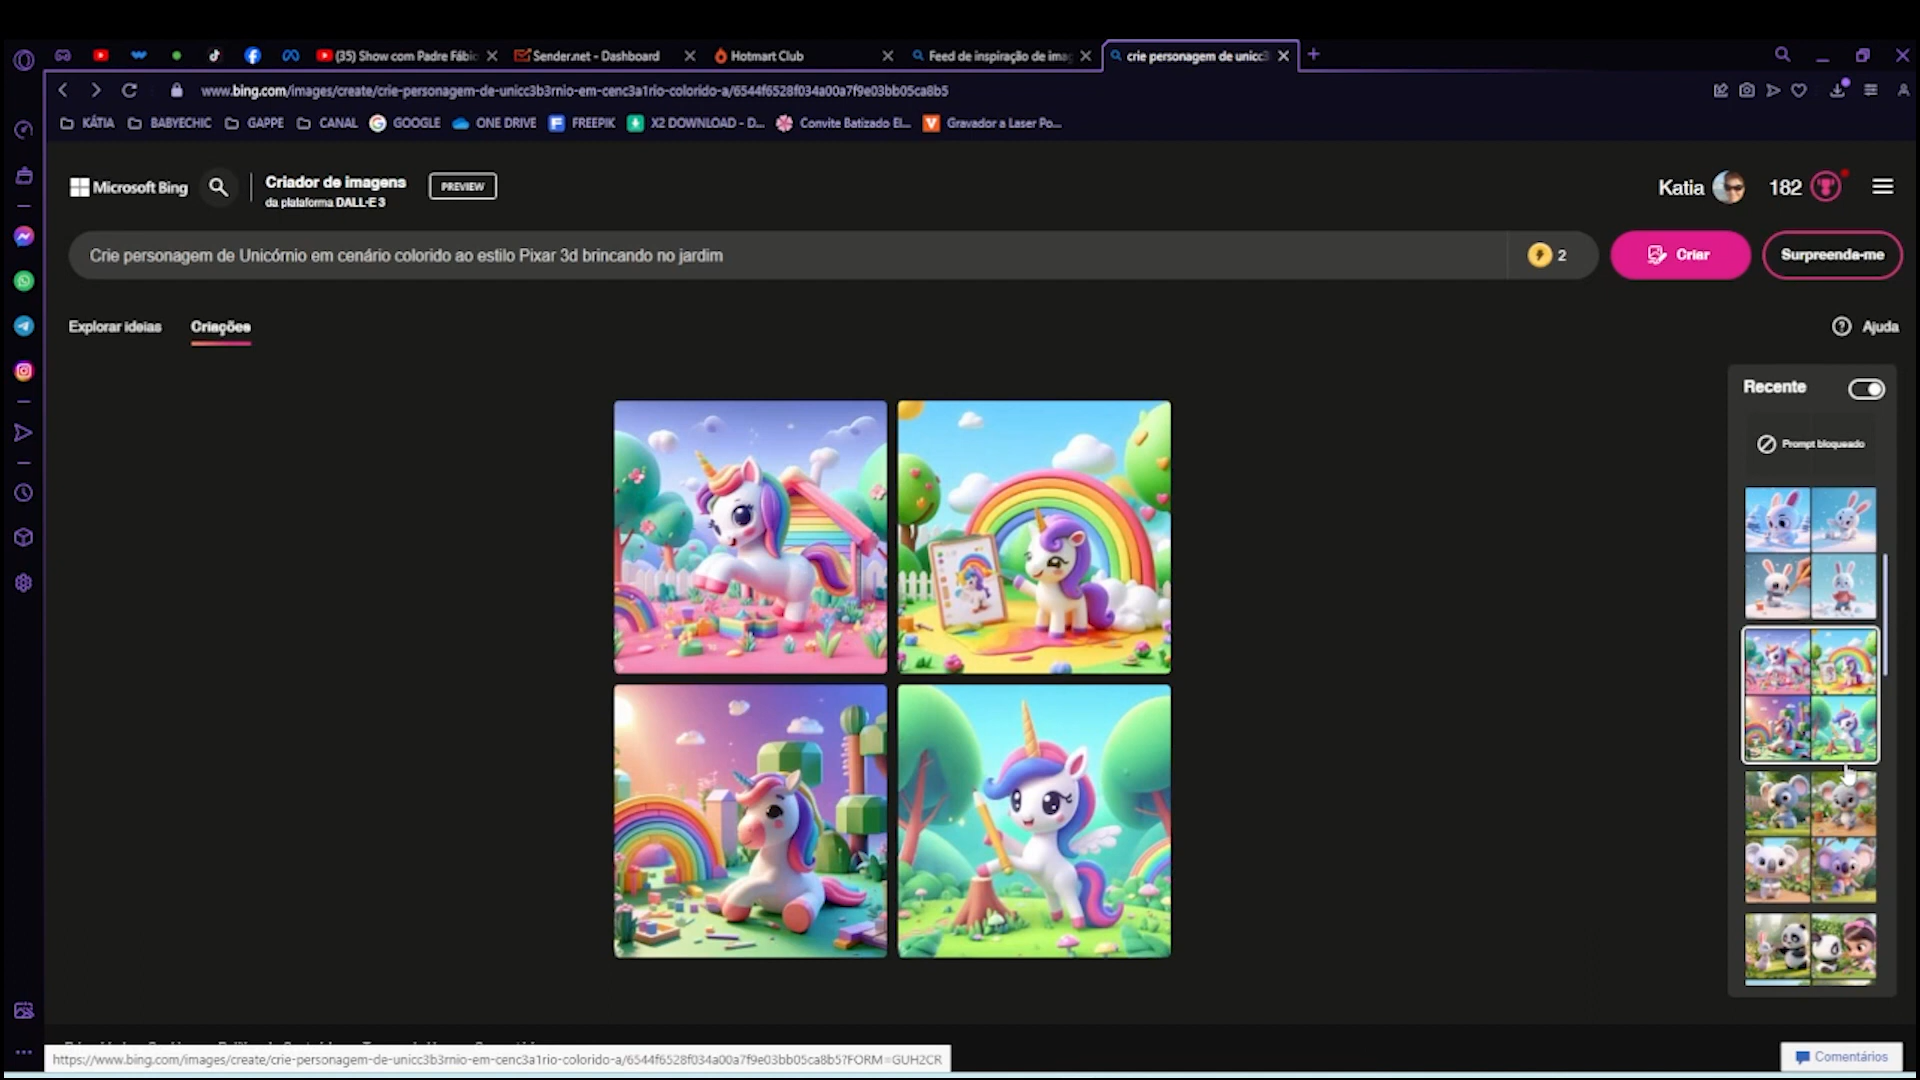 (35) Show com Padre Fábio
Sender.net - Dashboard
Hotmart Club
Feed de inspiração de imag
crie personagem de unicc3
www.bing.com/images/create/crie-personagem-de-unicc3b3rnio-em-cenc3a1rio-colorido-a/6544f6528f034a00a7f9e03bb05ca8b5
KÁTIA
BABYECHIC
GAPPE
CANAL
GOOGLE
ONE DRIVE
FREEPIK
X2 DOWNLOAD - D...
Convite Batizado El...
Gravador a Laser Po...
Microsoft Bing
Criador de imagens
da plataforma DALL·E 3
PREVIEW
Katia
182
Crie personagem de Unicórnio em cenário colorido ao estilo Pixar 3d brincando no jardim
2
Criar
Surpreenda-me
Explorar ideias
Criações
Ajuda
Recente
Prompt bloqueado
https://www.bing.com/images/create/crie-personagem-de-unicc3b3rnio-em-cenc3a1rio-colorido-a/6544f6528f034a00a7f9e03bb05ca8b5?FORM=GUH2CR
Comentários